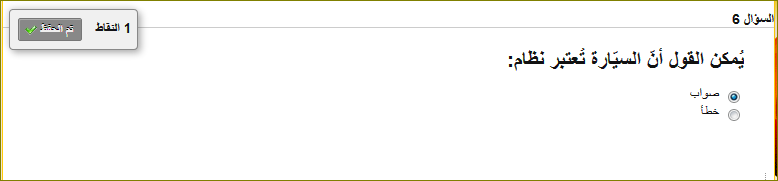 السؤال 6
1 النقاط
تم الحفظ
يُمكن القول أنّ السيّارة تُعتبر نظام:
صواب
خطأ